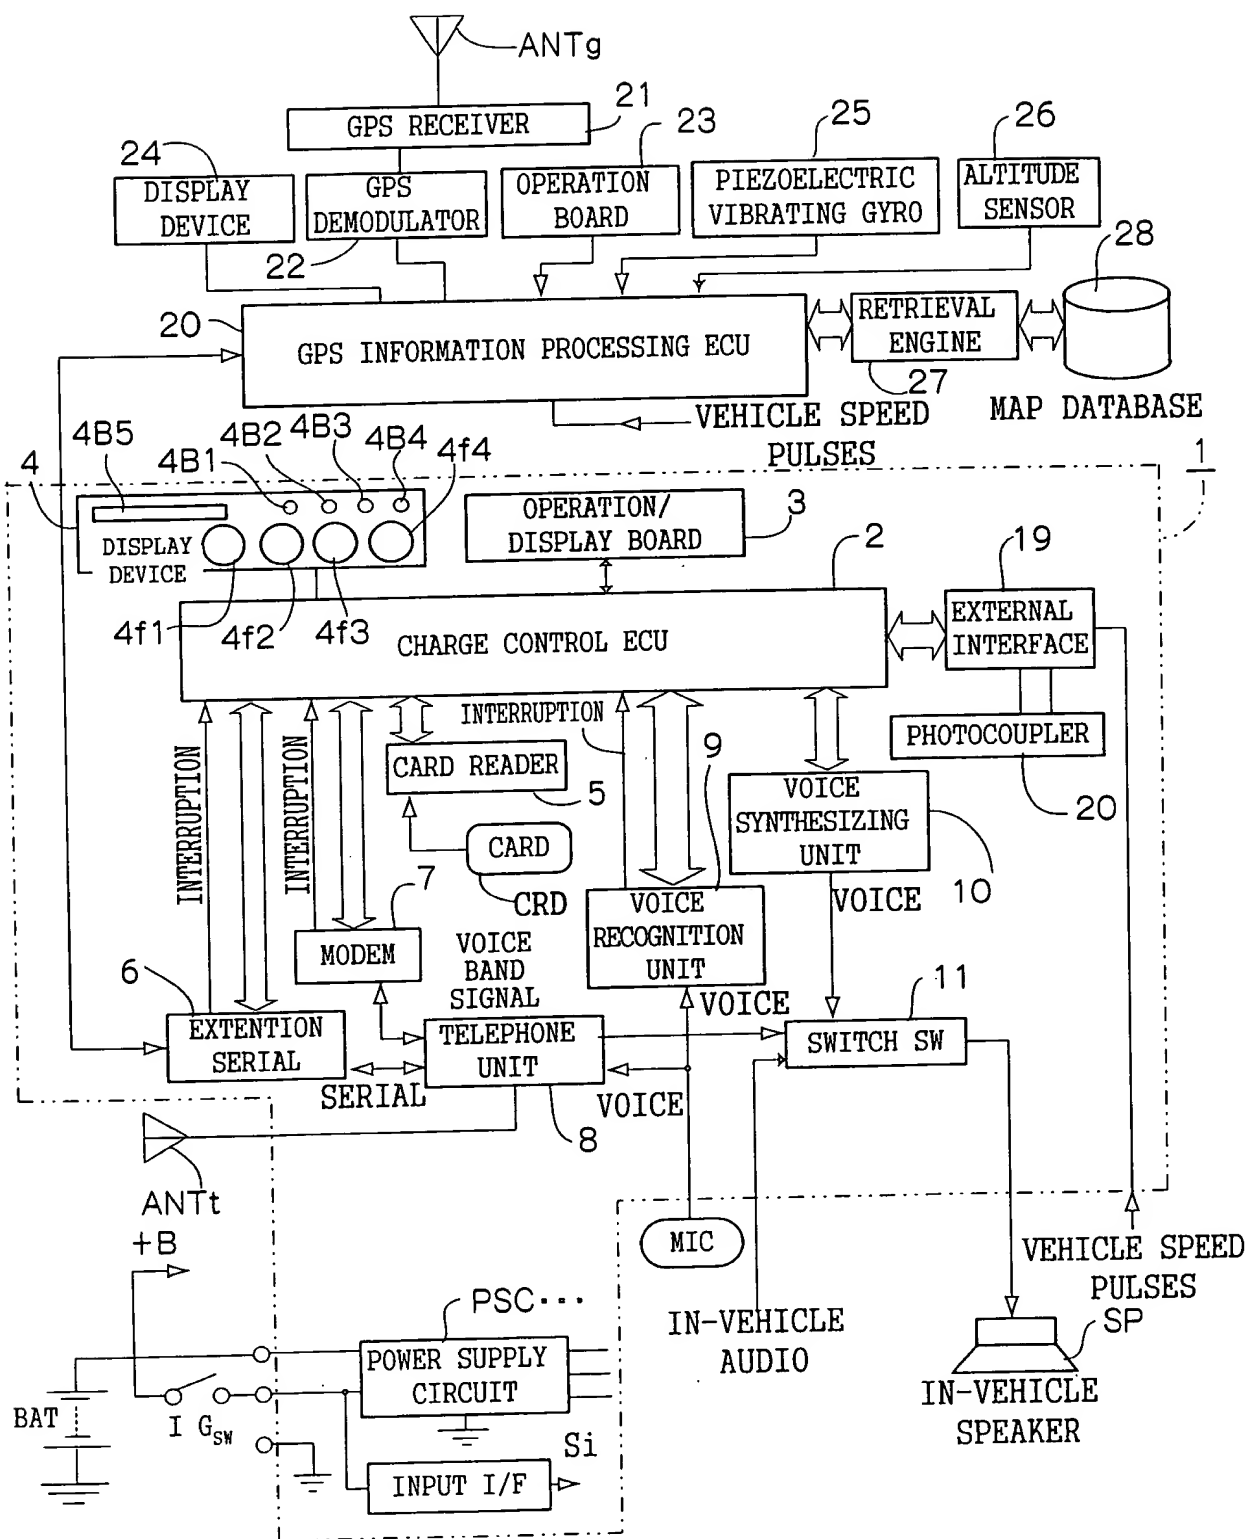 ANTg
21
GPS RECEIVER
23
25
26
24
DISPLAY
DEVICE
GPS
DEMODULATOR
OPERATION
BOARD
PIEZOELECTRIC
VIBRATING GYRO
ALTITUDE
SENSOR
22
28
20
GPS INFORMATION PROCESSING ECU
RETRIEVAL
ENGINE
27
MAP DATABASE
VEHICLE SPEED
PULSES
4B5
4B1
4B2
4B3
4B4
4f4
4
1
DISPLAY
DEVICE
OPERATION/
DISPLAY BOARD
3
2
19
4f1
4f2
4f3
CHARGE CONTROL ECU
EXTERNAL
INTERFACE
INTERRUPTION
INTERRUPTION
INTERRUPTION
PHOTOCOUPLER
20
CARD READER
5
9
VOICE
SYNTHESIZING
UNIT
10
CARD
CRD
7
MODEM
VOICE
BAND
SIGNAL
VOICE
RECOGNITION
UNIT
VOICE
6
EXTENTION
SERIAL
VOICE
11
TELEPHONE
UNIT
SWITCH SW
SERIAL
VOICE
8
ANTt
+B
MIC
VEHICLE SPEED
PULSES
PSC···
IN-VEHICLE
AUDIO
SP
POWER SUPPLY
CIRCUIT
IN-VEHICLE
SPEAKER
BAT
I GSW
Si
INPUT I/F